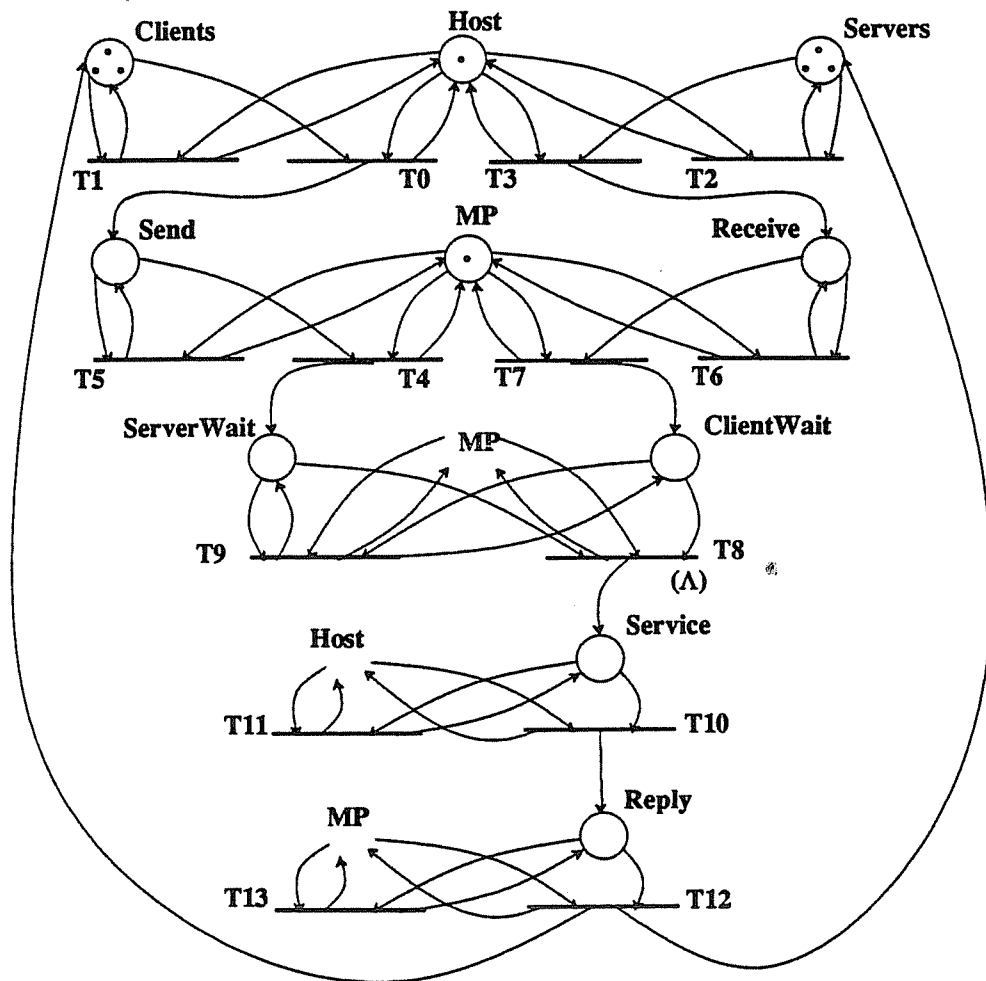 Clients
Host
Servers
T1
T0
T3
T2
Send
MP
Receive
T5
T4
T7
T6
ServerWait
MP
ClientWait
T9
T8
(Λ)
Host
Service
T11
T10
MP
Reply
T13
T12